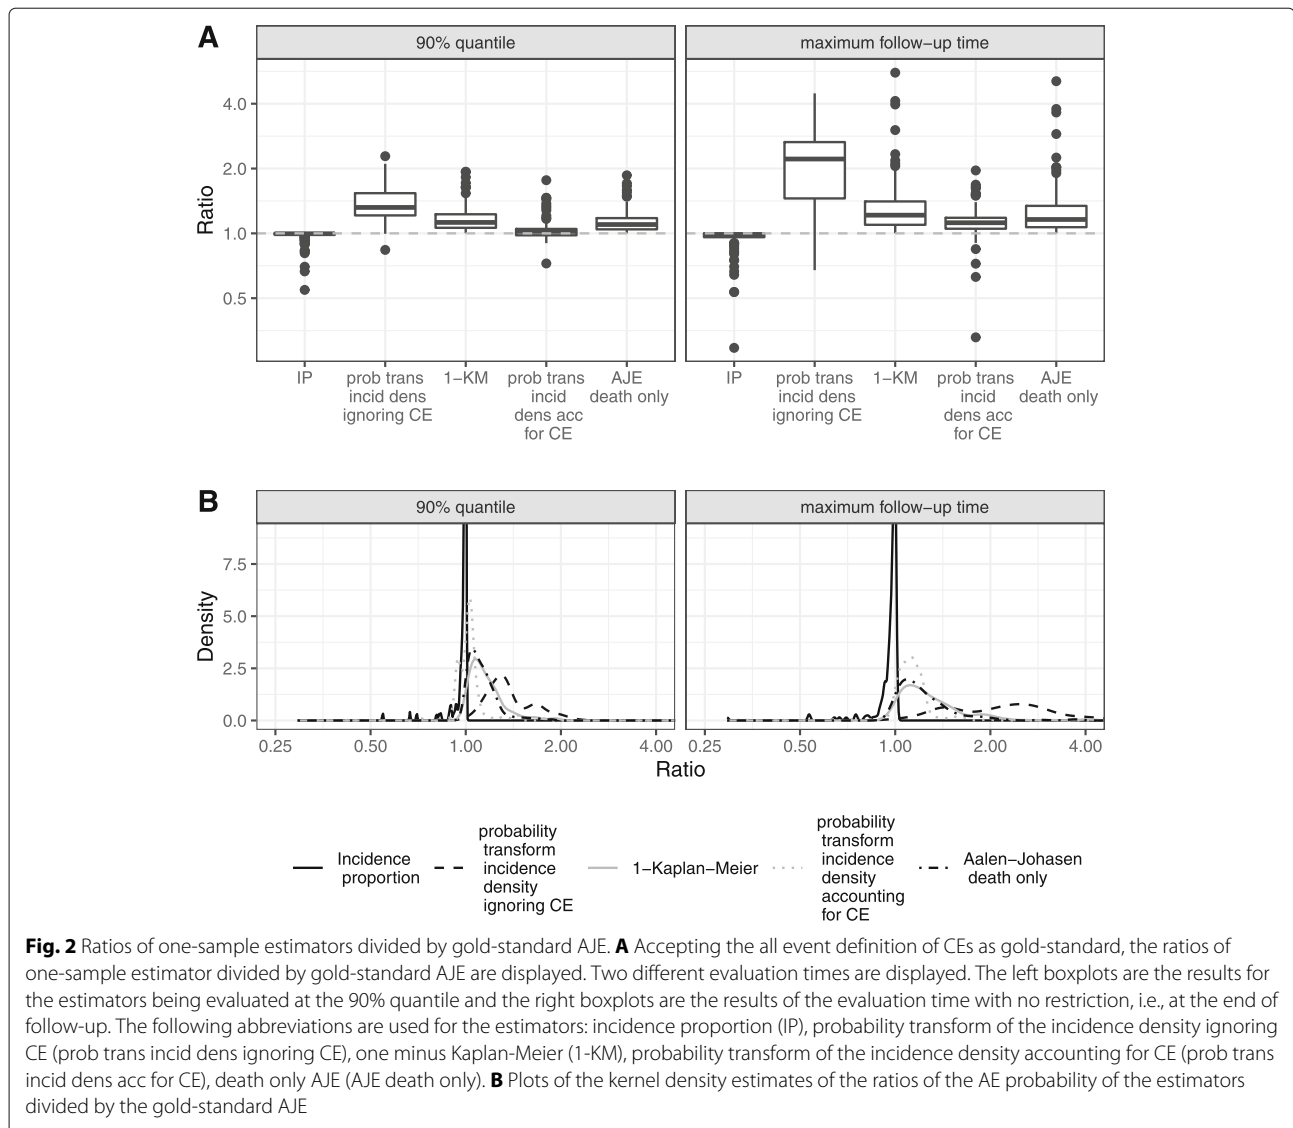 A
90% quantile
maximum follow−up time
Ratio
4.0
2.0
1.0
0.5
IP
prob trans
incid dens
ignoring CE
1−KM
prob trans
incid
dens acc
for CE
AJE
death only
IP
prob trans
incid dens
ignoring CE
1−KM
prob trans
incid
dens acc
for CE
AJE
death only
B
90% quantile
maximum follow−up time
Density
7.5
5.0
2.5
0.0
0.25 0.50 1.00 2.00 4.00
0.25 0.50 1.00 2.00 4.00
Ratio
Incidence
proportion
probability
transform
incidence
density
ignoring CE
1−Kaplan−Meier
probability
transform
incidence
density
accounting
for CE
Aalen−Johasen
death only
Fig. 2 Ratios of one-sample estimators divided by gold-standard AJE. A Accepting the all event definition of CEs as gold-standard, the ratios of
one-sample estimator divided by gold-standard AJE are displayed. Two different evaluation times are displayed. The left boxplots are the results for
the estimators being evaluated at the 90% quantile and the right boxplots are the results of the evaluation time with no restriction, i.e., at the end of
follow-up. The following abbreviations are used for the estimators: incidence proportion (IP), probability transform of the incidence density ignoring
CE (prob trans incid dens ignoring CE), one minus Kaplan-Meier (1-KM), probability transform of the incidence density accounting for CE (prob trans
incid dens acc for CE), death only AJE (AJE death only). B Plots of the kernel density estimates of the ratios of the AE probability of the estimators
divided by the gold-standard AJE